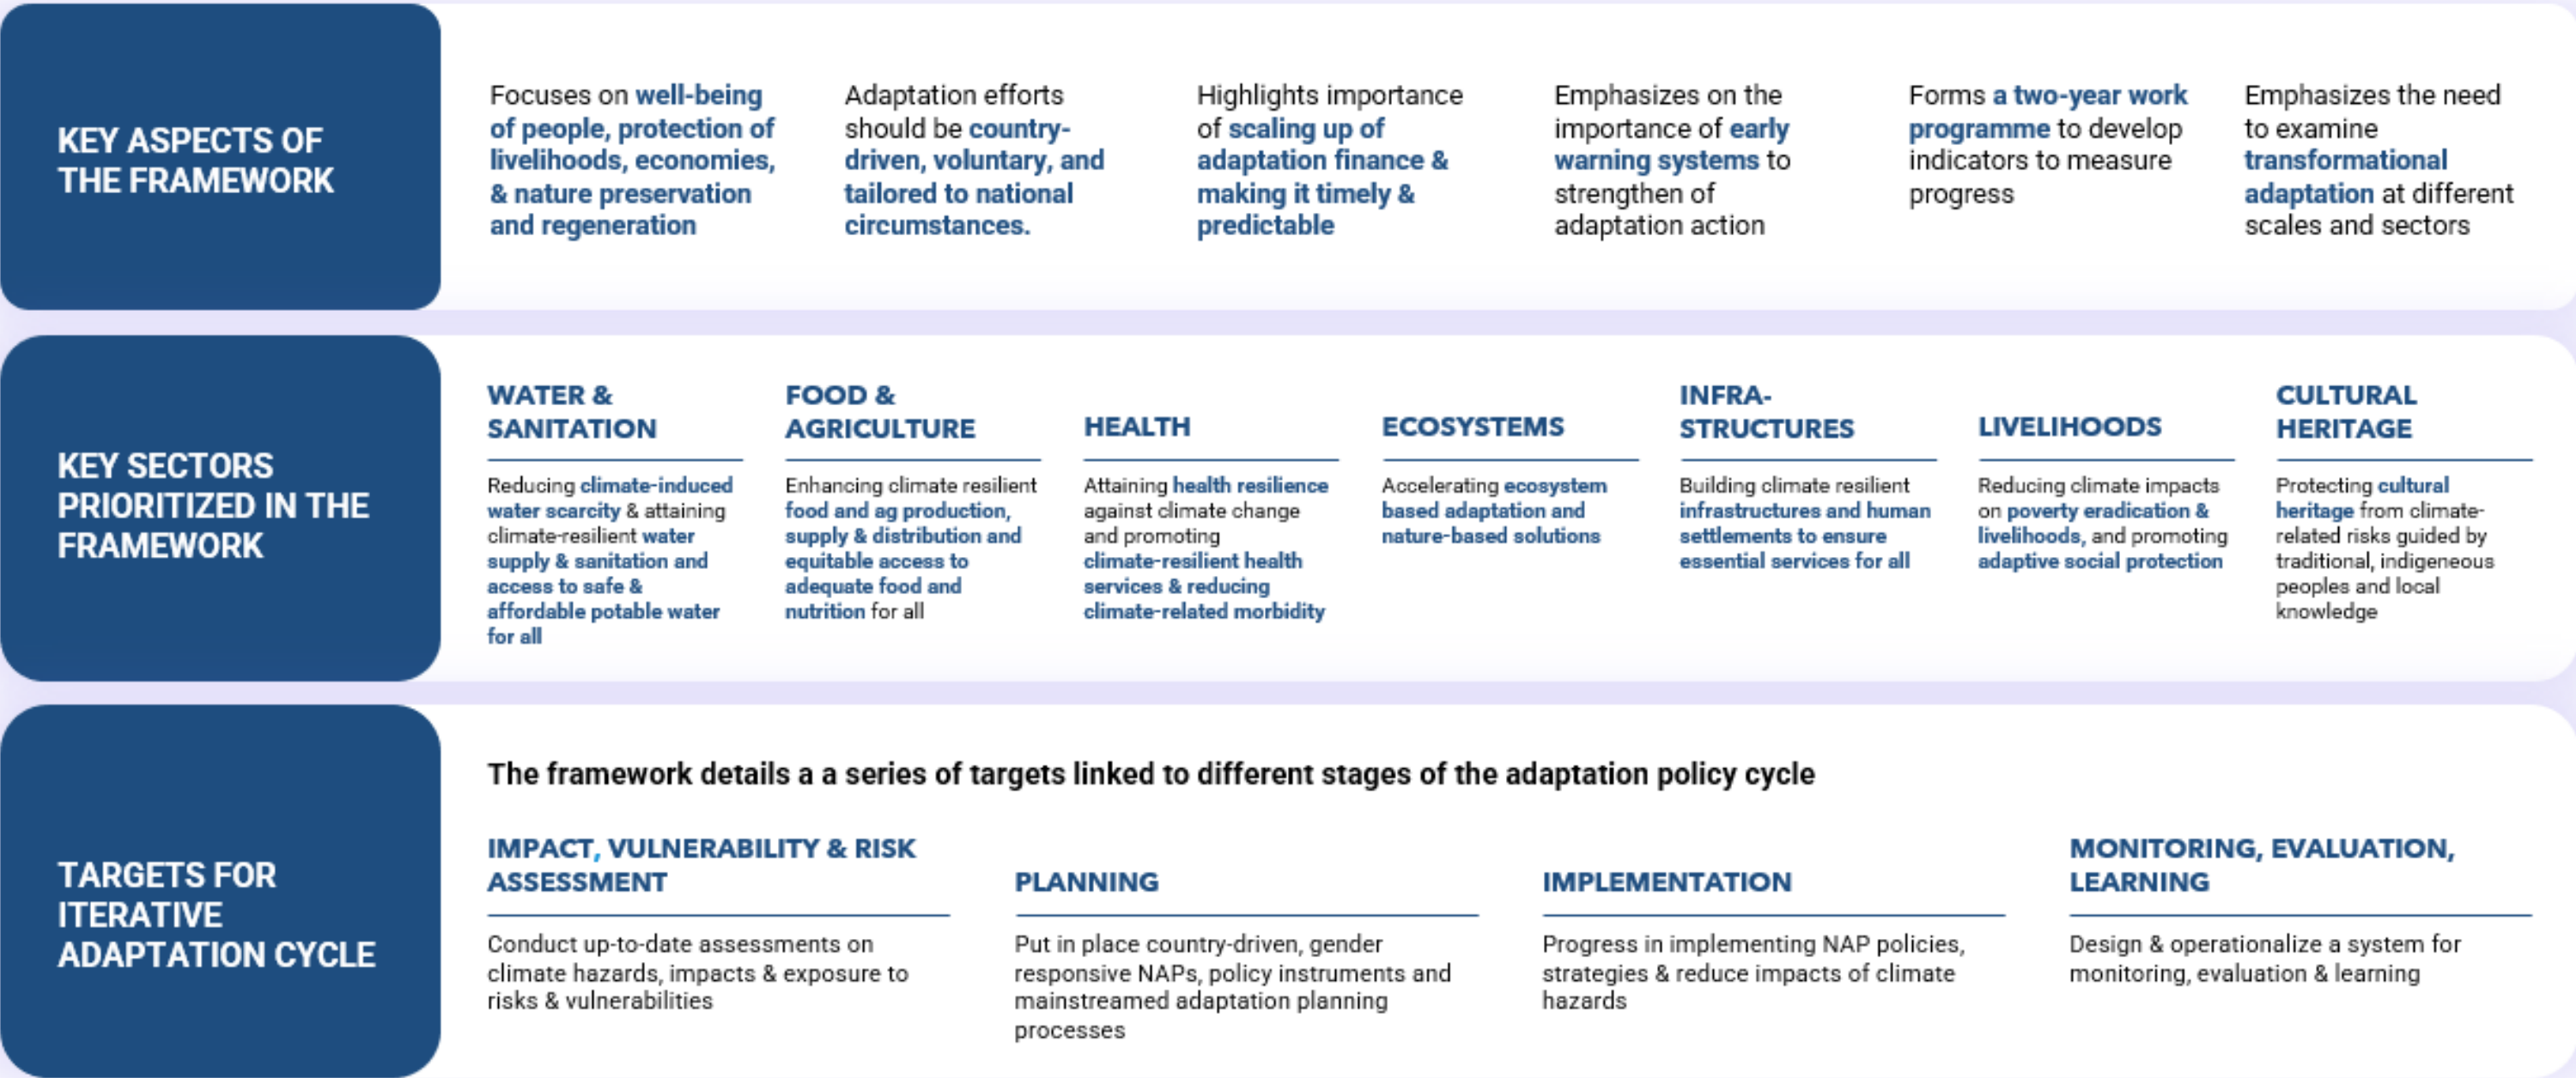 KEY ASPECTS OF
THE FRAMEWORK
Focuses on well-being
of people, protection of
livelihoods, economies,
& nature preservation
and regeneration
Adaptation efforts
should be country-
driven, voluntary, and
tailored to national
circumstances.
Highlights importance
of scaling up of
adaptation finance &
making it timely &
predictable
Emphasizes on the
importance of early
warning systems to
strengthen of
adaptation action
Forms a two-year work
programme to develop
indicators to measure
progress
Emphasizes the need
to examine
transformational
adaptation at different
scales and sectors
KEY SECTORS
PRIORITIZED IN THE
FRAMEWORK
WATER &
SANITATION
Reducing climate-induced
water scarcity & attaining
climate-resilient water
supply & sanitation and
access to safe &
affordable potable water
for all
FOOD &
AGRICULTURE
Enhancing climate resilient
food and ag production,
supply & distribution and
equitable access to
adequate food and
nutrition for all
HEALTH
Attaining health resilience
against climate change
and promoting
climate-resilient health
services & reducing
climate-related morbidity
ECOSYSTEMS
Accelerating ecosystem
based adaptation and
nature-based solutions
INFRA-
STRUCTURES
Building climate resilient
infrastructures and human
settlements to ensure
essential services for all
LIVELIHOODS
Reducing climate impacts
on poverty eradication &
livelihoods, and promoting
adaptive social protection
CULTURAL
HERITAGE
Protecting cultural
heritage from climate-
related risks guided by
traditional, indigeneous
peoples and local
knowledge
TARGETS FOR
ITERATIVE
ADAPTATION CYCLE
The framework details a a series of targets linked to different stages of the adaptation policy cycle
IMPACT, VULNERABILITY & RISK
ASSESSMENT
Conduct up-to-date assessments on
climate hazards, impacts & exposure to
risks & vulnerabilities
PLANNING
Put in place country-driven, gender
responsive NAPs, policy instruments and
mainstreamed adaptation planning
processes
IMPLEMENTATION
Progress in implementing NAP policies,
strategies & reduce impacts of climate
hazards
MONITORING, EVALUATION,
LEARNING
Design & operationalize a system for
monitoring, evaluation & learning